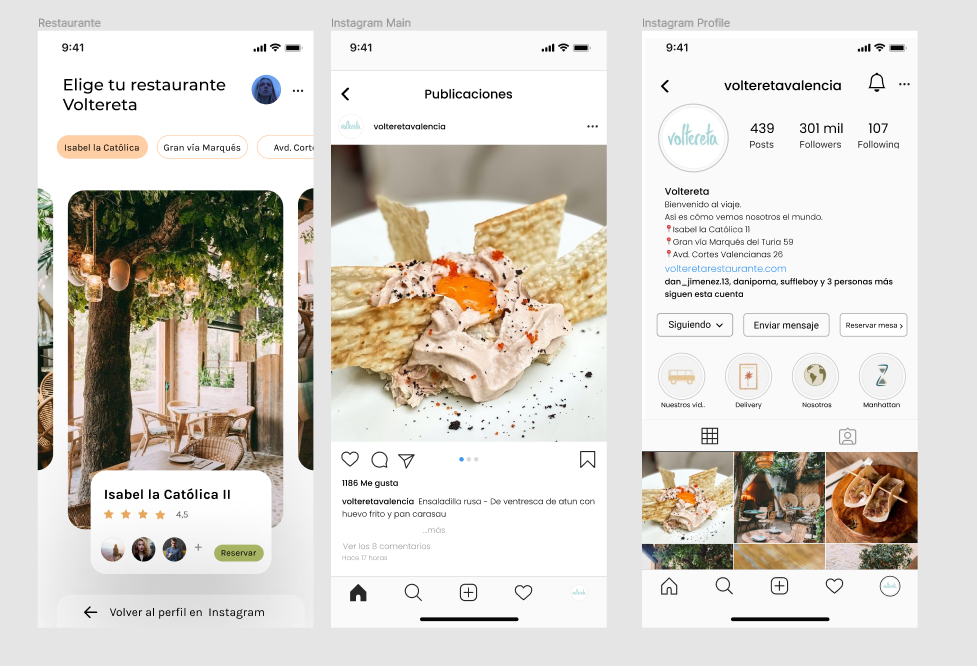 Restaurante
9:41
Elige tu restaurante
Voltereta
Isabel la Católica
Gran vía Marqués
Avd. Cort
Isabel la Católica II
4,5
Reservar
Volver al perfil en Instagram
Instagram Main
9:41
Publicaciones
voltereta
volteretavalencia
1186 Me gusta
volteretavalencia Ensaladilla rusa - De ventresca de atun con
huevo frito y pan carasau
...más
Ver los 8 comentarios
Hace 17 horas
Instagram Profile
9:41
volteretavalencia
voltereta
439
Posts
301 mil
Followers
107
Following
Voltereta
Bienvenido al viaje.
Asi es cómo vemos nosotros el mundo.
Isabel la Católica 11
Gran vía Marqués del Turia 59
Avd. Cortes Valencianas 26
volteretarestaurante.com
dan_jimenez.13, danipoma, suffleboy y 3 personas más
siguen esta cuenta
Siguiendo
Enviar mensaje
Reservar mesa
Nuestros vid..
Delivery
Nosotros
Manhattan